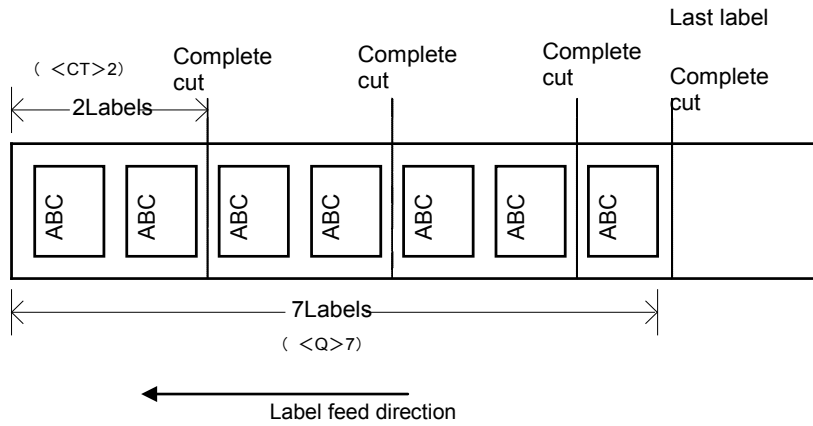 Last label
Complete
cut
Complete
cut
Complete
cut
Complete
cut
( <CT>2)
2Labels
ABC
ABC
ABC
ABC
ABC
ABC
ABC
7Labels
( <Q>7)
Label feed direction